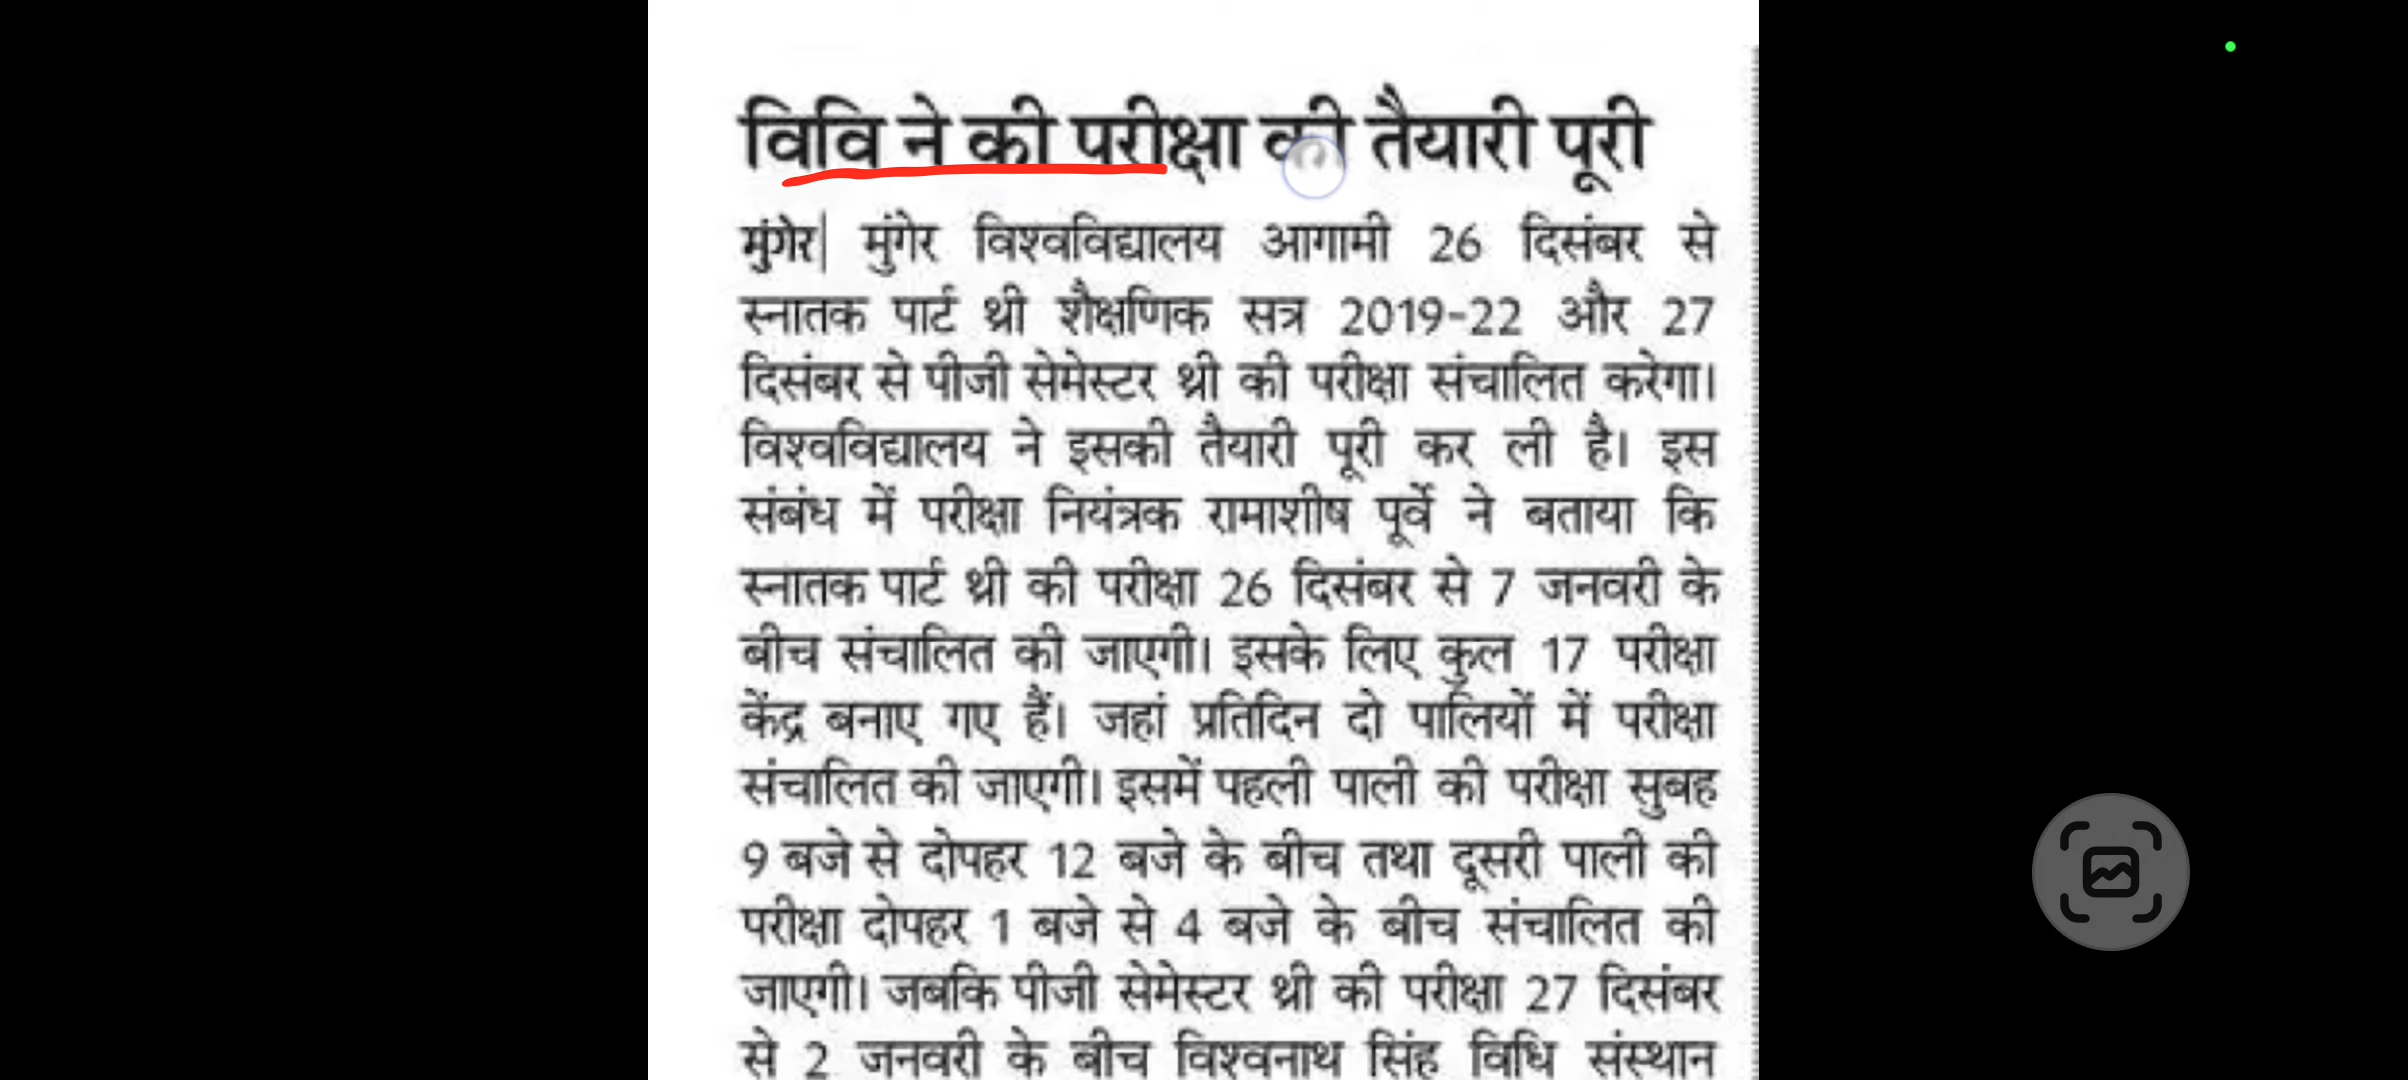 विवि ने की परीक्षा की तैयारी पूरी
मुंगेर| मुंगेर विश्वविद्यालय आगामी 26 दिसंबर से
स्नातक पार्ट थ्री शैक्षणिक सत्र 2019-22 और 27
दिसंबर से पीजी सेमेस्टर थ्री की परीक्षा संचालित करेगा।
विश्वविद्यालय ने इसकी तैयारी पूरी कर ली है। इस
संबंध में परीक्षा नियंत्रक रामाशीष पूर्वे ने बताया कि
स्नातक पार्ट थ्री की परीक्षा 26 दिसंबर से 7 जनवरी के
बीच संचालित की जाएगी। इसके लिए कुल 17 परीक्षा
केंद्र बनाए गए हैं। जहां प्रतिदिन दो पालियों में परीक्षा
संचालित की जाएगी। इसमें पहली पाली की परीक्षा सुबह
9 बजे से दोपहर 12 बजे के बीच तथा दूसरी पाली की
परीक्षा दोपहर 1 बजे से 4 बजे के बीच संचालित की
जाएगी। जबकि पीजी सेमेस्टर थ्री की परीक्षा 27 दिसंबर
से 2 जनवरी के बीच विश्वनाथ सिंह विधि संस्थान